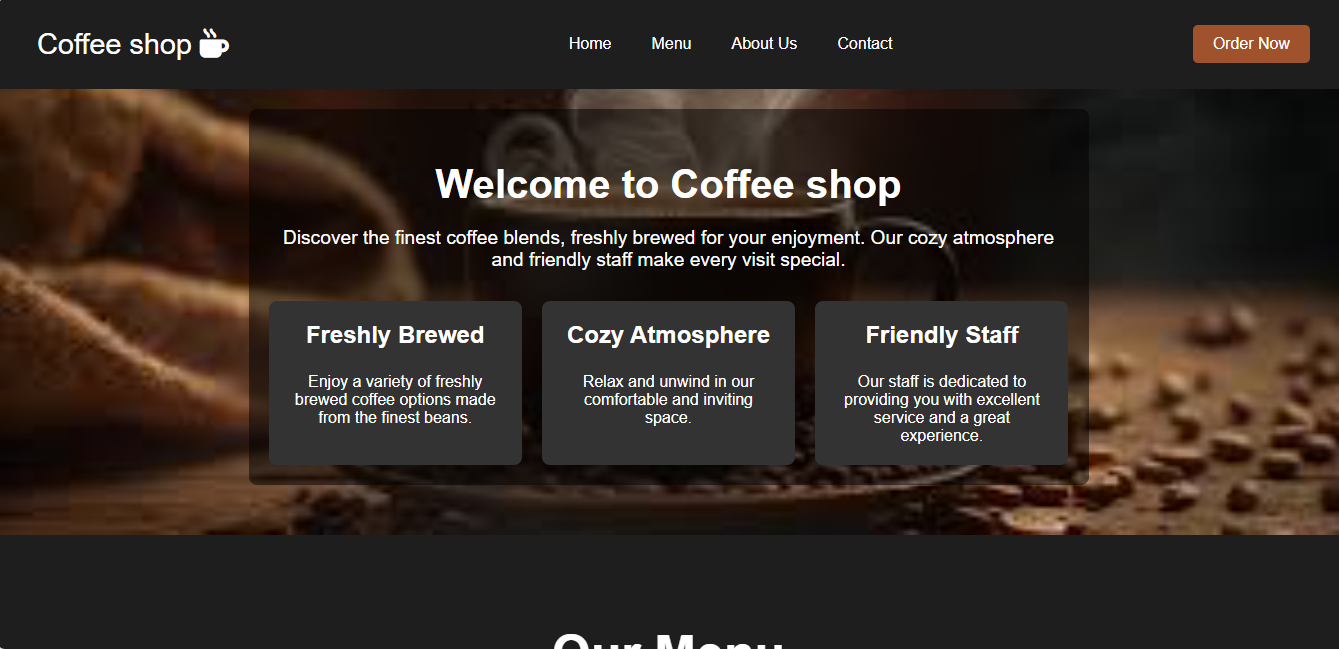 Coffee shop
Home
Menu
About Us
Contact
Order Now
Welcome to Coffee shop
Discover the finest coffee blends, freshly brewed for your enjoyment. Our cozy atmosphere
and friendly staff make every visit special.
Freshly Brewed
Enjoy a variety of freshly
brewed coffee options made
from the finest beans.
Cozy Atmosphere
Relax and unwind in our
comfortable and inviting
space.
Friendly Staff
Our staff is dedicated to
providing you with excellent
service and a great
experience.
Our Menu